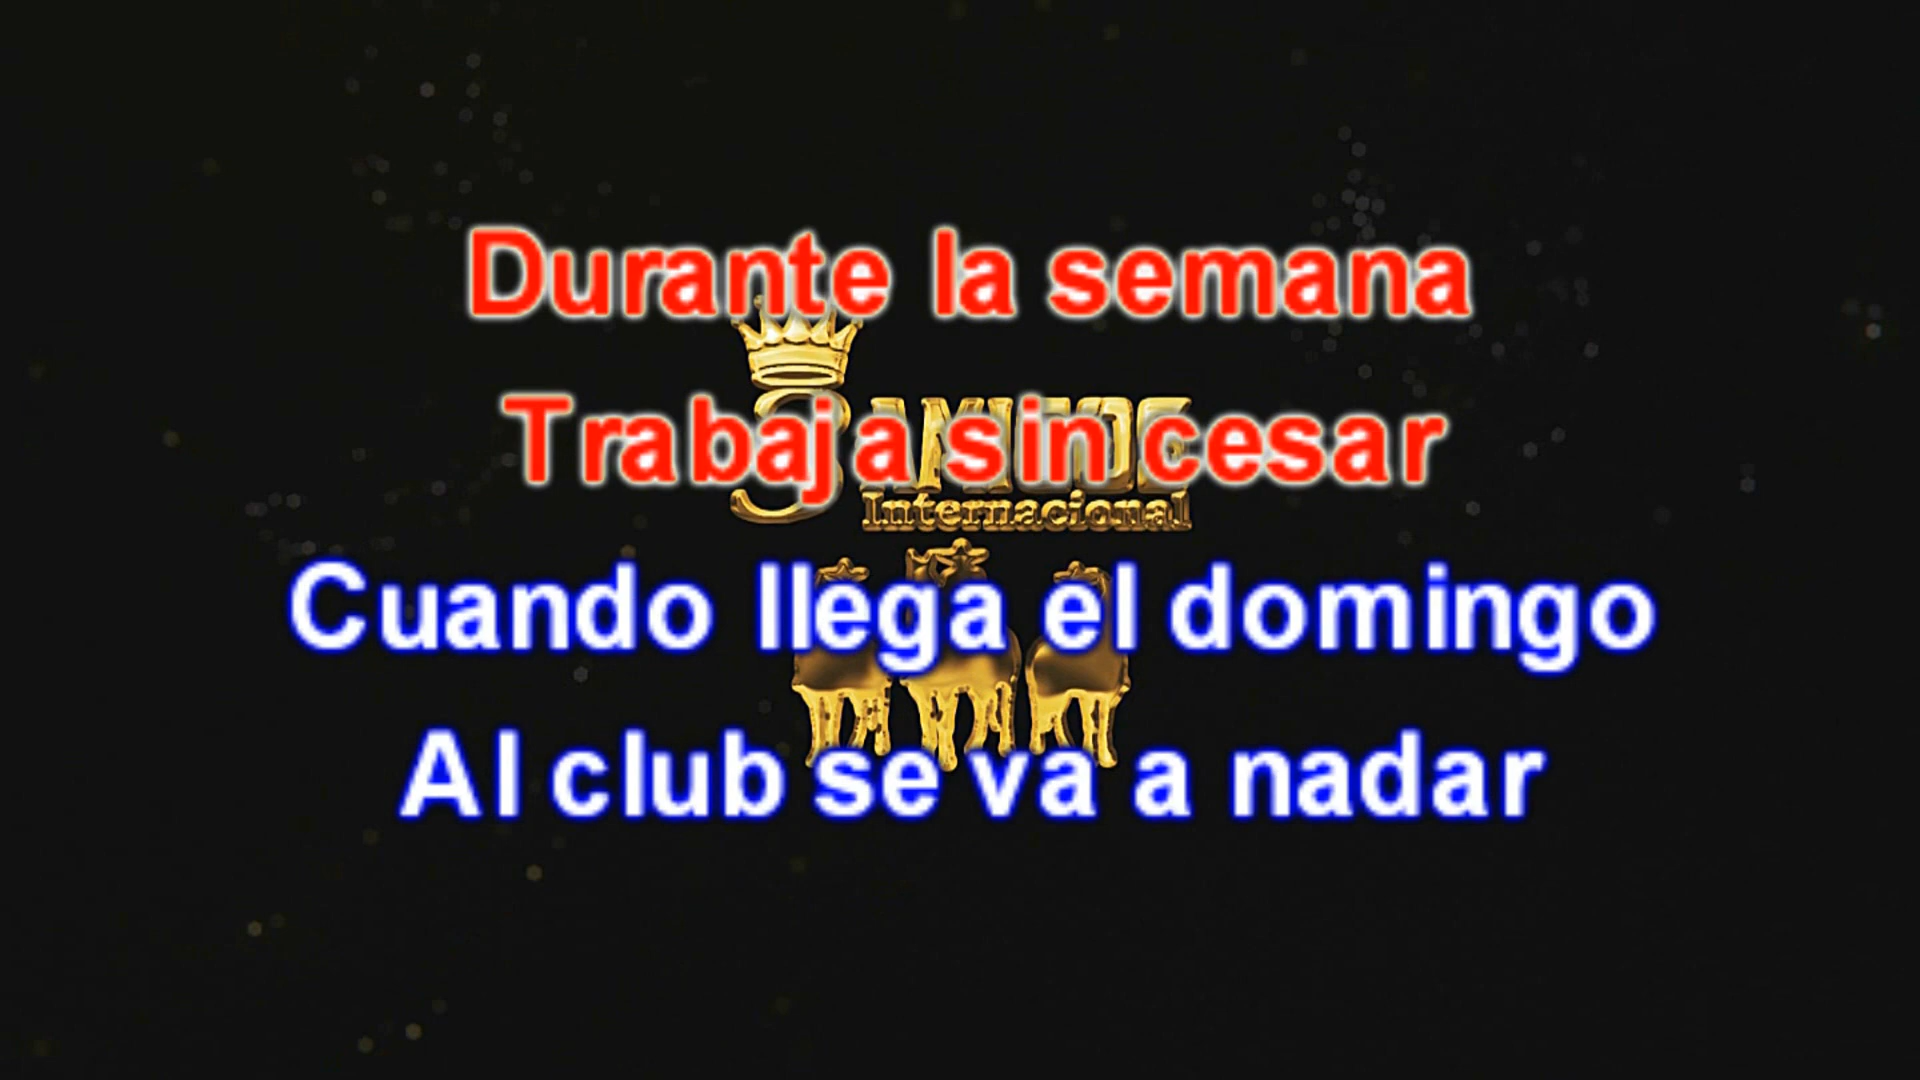 Durante la semana
Trabaja sin cesar
Internacional
Cuando llega el domingo
Al club se va a nadar